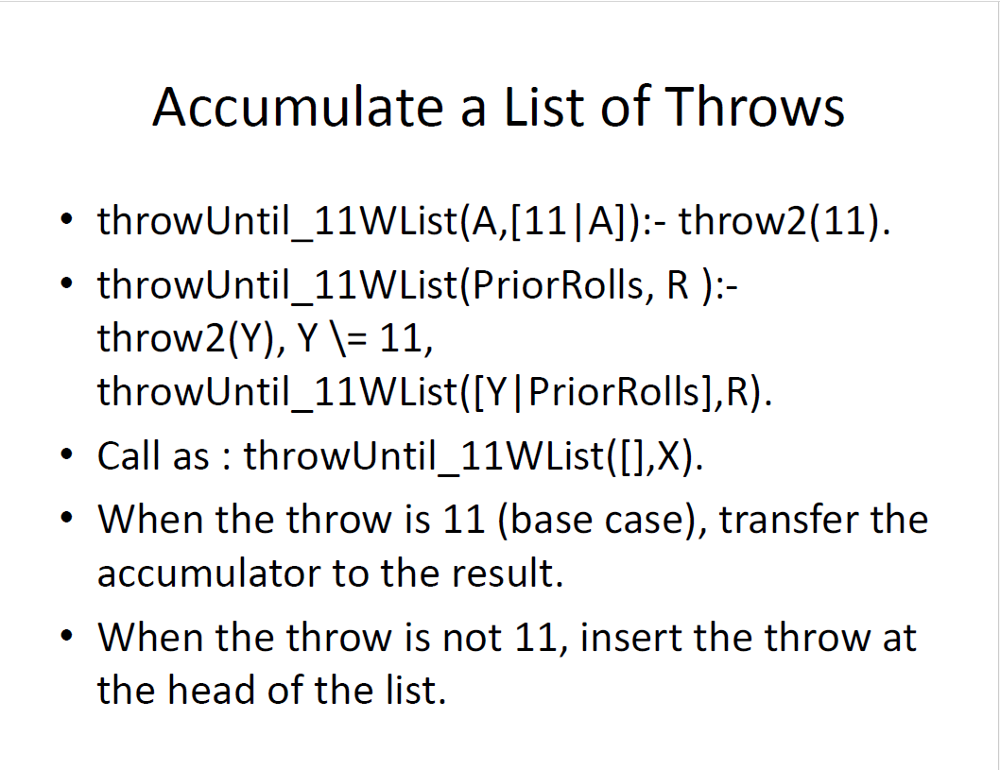 Accumulate a List of Throws
• throwUntil_11WList(A,[11|A]):- throw2(11).
• throwUntil_11WList(PriorRolls, R ):-
throw2(Y), Y \= 11,
throwUntil_11WList([Y|PriorRolls],R).
• Call as : throwUntil_11WList([],X).
• When the throw is 11 (base case), transfer the
accumulator to the result.
• When the throw is not 11, insert the throw at
the head of the list.